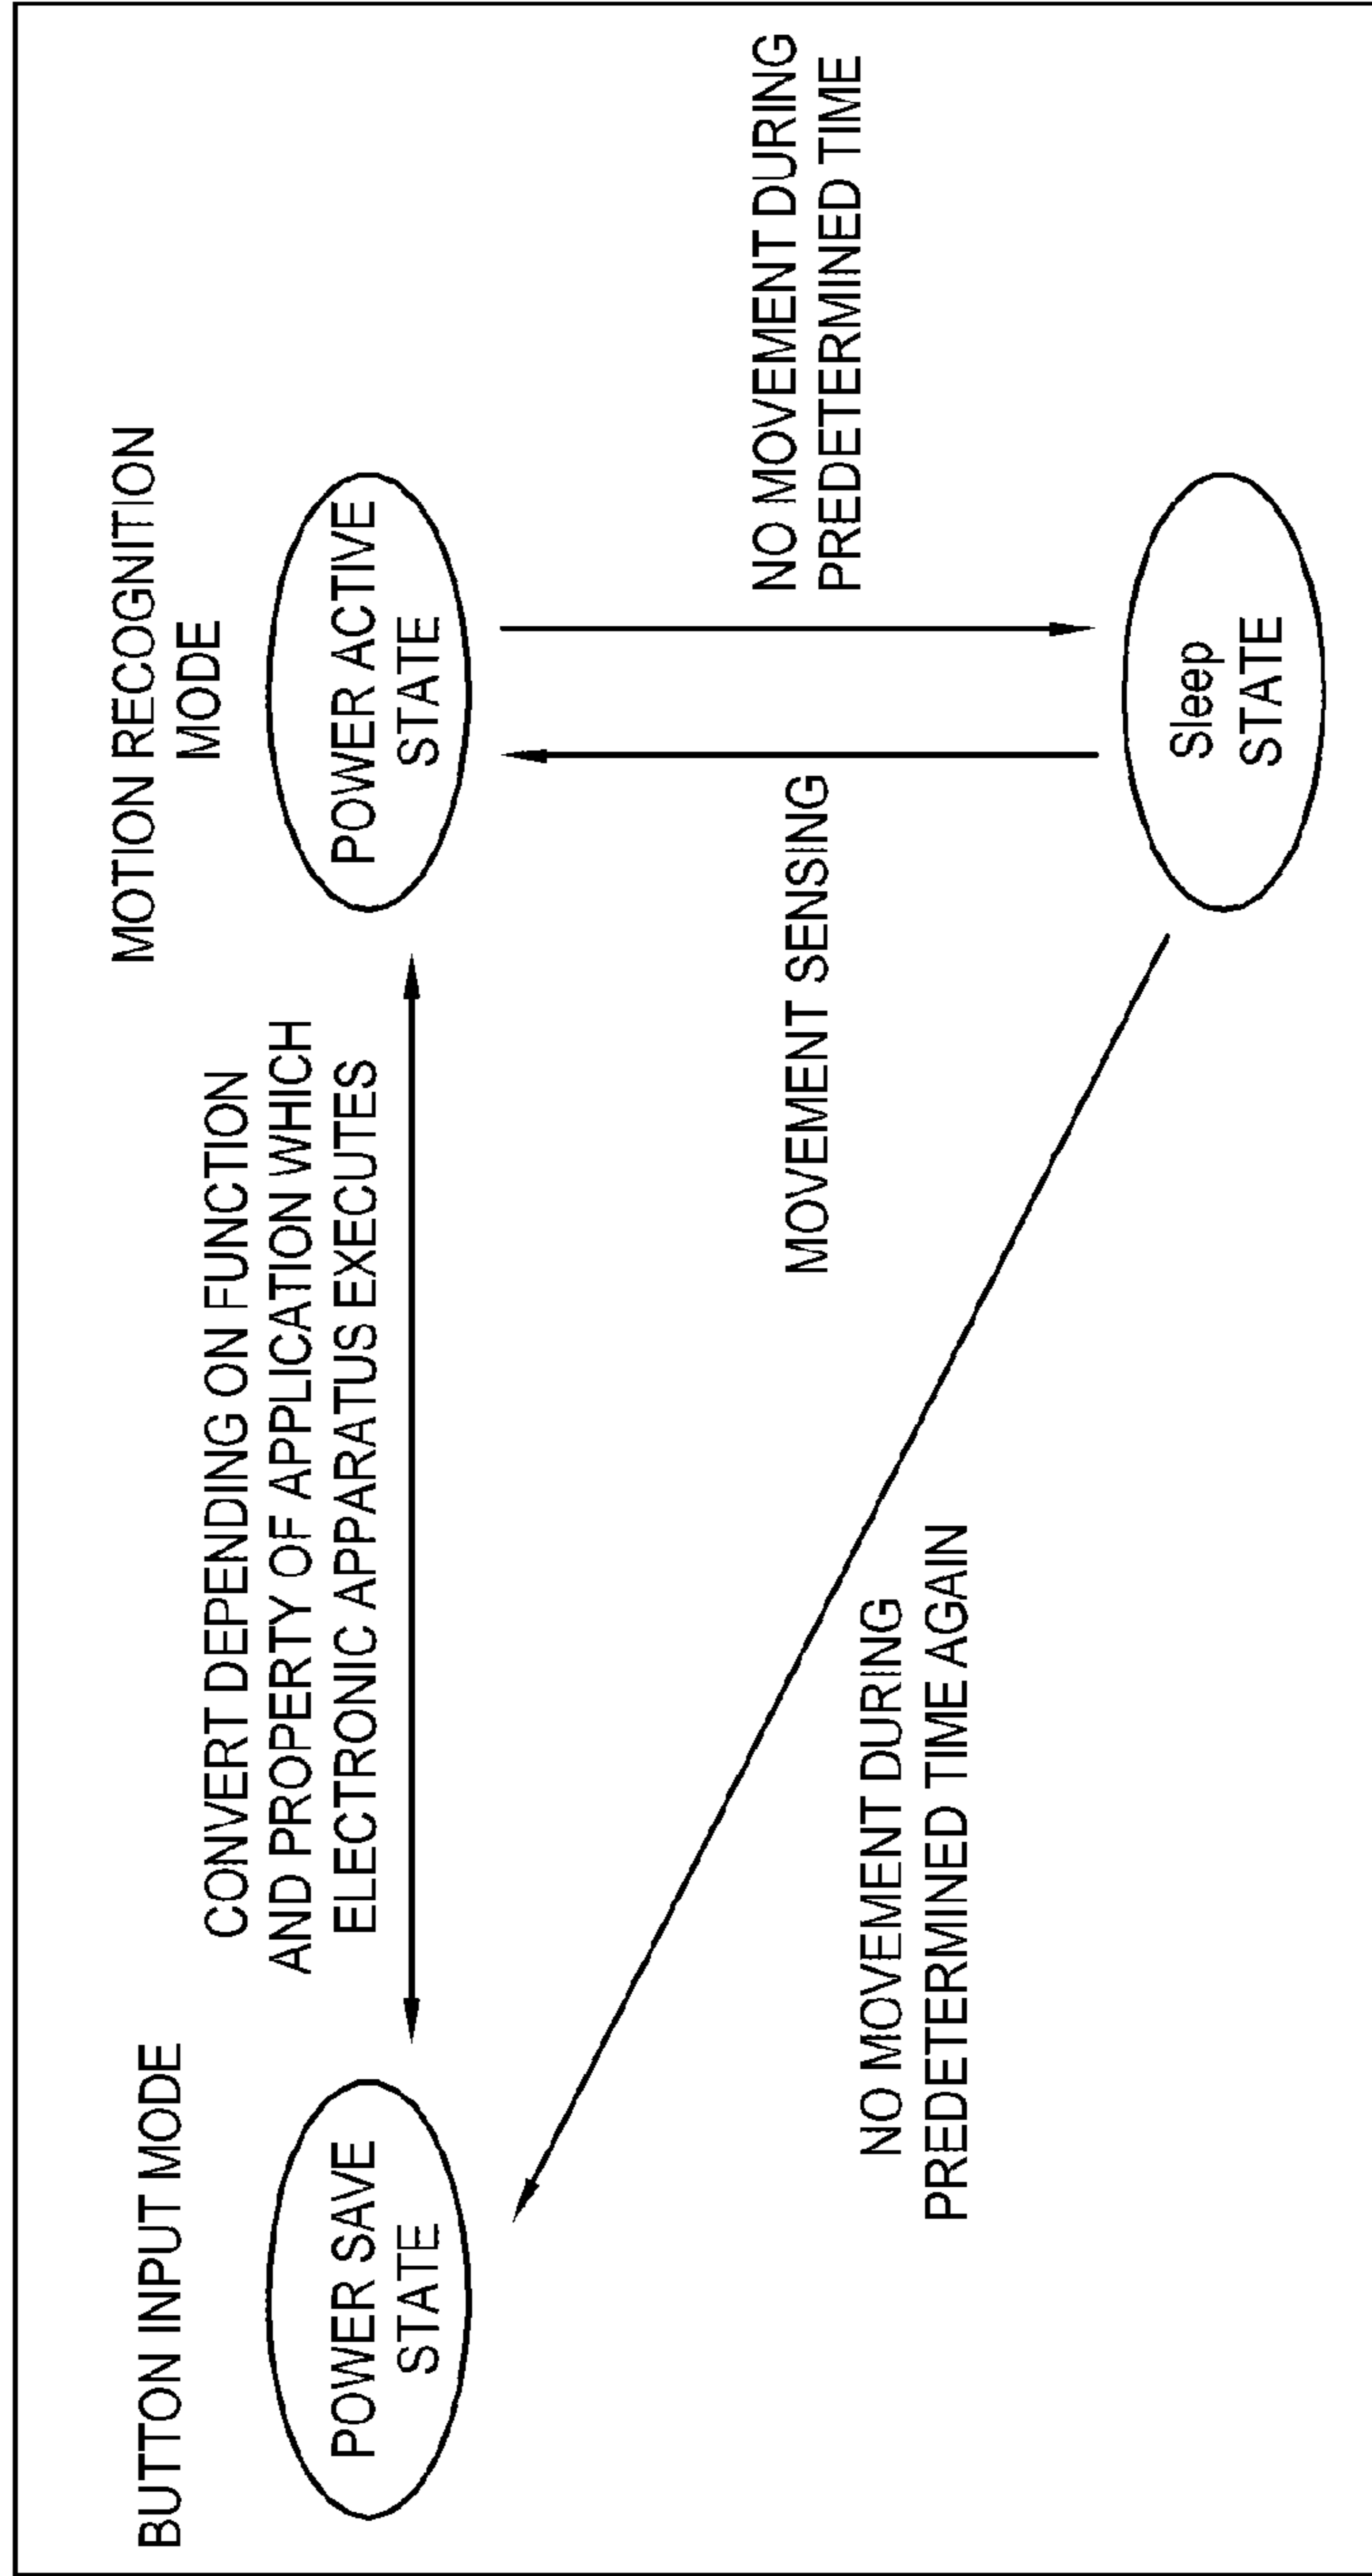 BUTTON INPUT MODE
POWER SAVE
STATE
CONVERT DEPENDING ON FUNCTION
AND PROPERTY OF APPLICATION WHICH
ELECTRONIC APPARATUS EXECUTES
MOTION RECOGNITION
MODE
POWER ACTIVE
STATE
NO MOVEMENT DURING
PREDETERMINED TIME AGAIN
MOVEMENT SENSING
NO MOVEMENT DURING
PREDETERMINED TIME
Sleep
STATE